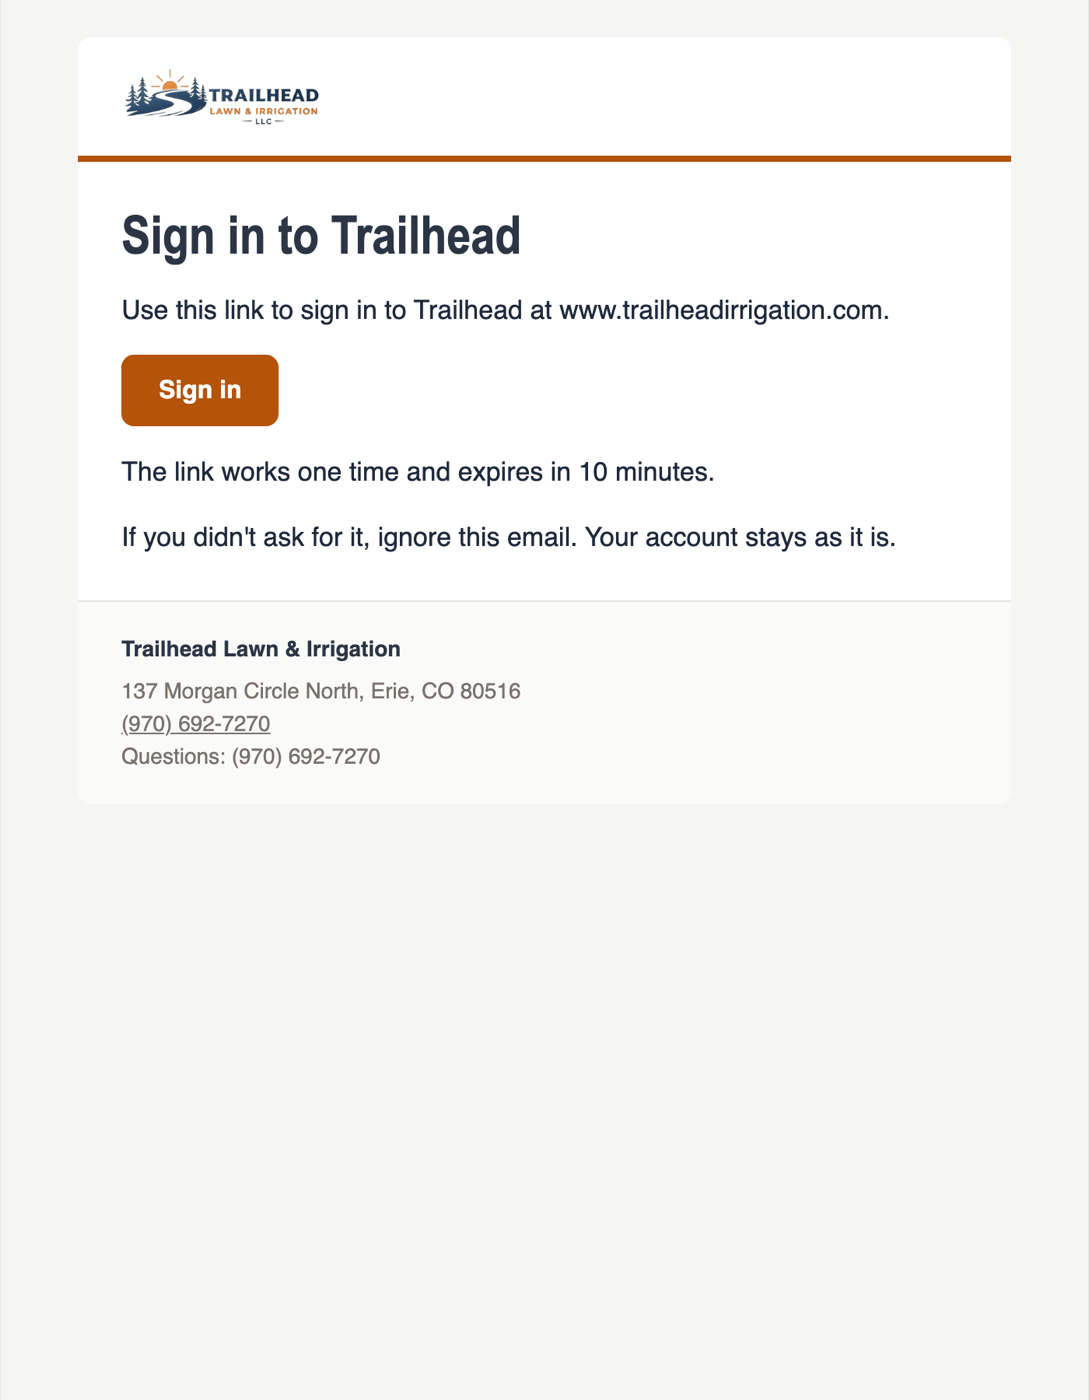 TRAILHEAD
LAWN & IRRIGATION
LLC
Sign in to Trailhead
Use this link to sign in to Trailhead at www.trailheadirrigation.com.
Sign in
The link works one time and expires in 10 minutes.
If you didn't ask for it, ignore this email. Your account stays as it is.
Trailhead Lawn & Irrigation
137 Morgan Circle North, Erie, CO 80516
(970) 692-7270
Questions: (970) 692-7270